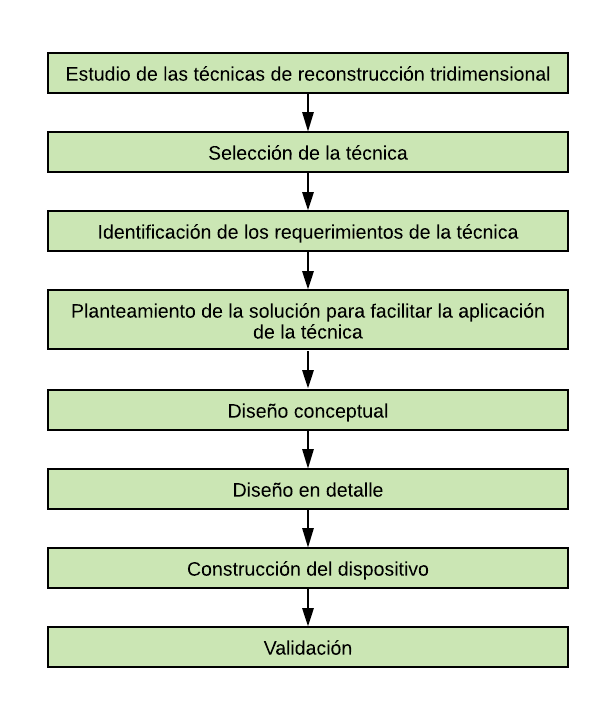 Estudio de las técnicas de reconstrucción tridimensional
Selección de la técnica
Identificación de los requerimientos de la técnica
Planteamiento de la solución para facilitar la aplicación
de la técnica
Diseño conceptual
Diseño en detalle
Construcción del dispositivo
Validación